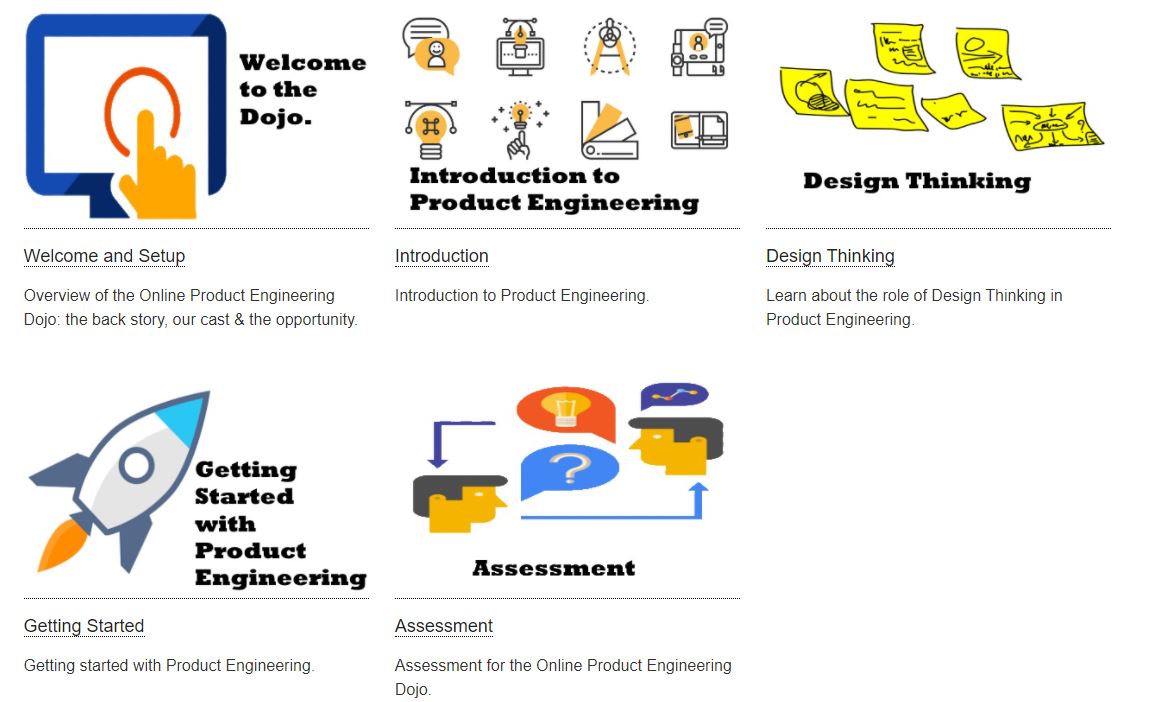 Welcome
to the
Dojo.
Welcome and Setup
Overview of the Online Product Engineering
Dojo: the back story, our cast & the opportunity.
Introduction to
Product Engineering
Introduction
Introduction to Product Engineering.
Design Thinking
Design Thinking
Learn about the role of Design Thinking in
Product Engineering.
Getting
Started
with
Product
Engineering
Getting Started
Getting started with Product Engineering.
Assessment
Assessment
Assessment for the Online Product Engineering
Dojo.